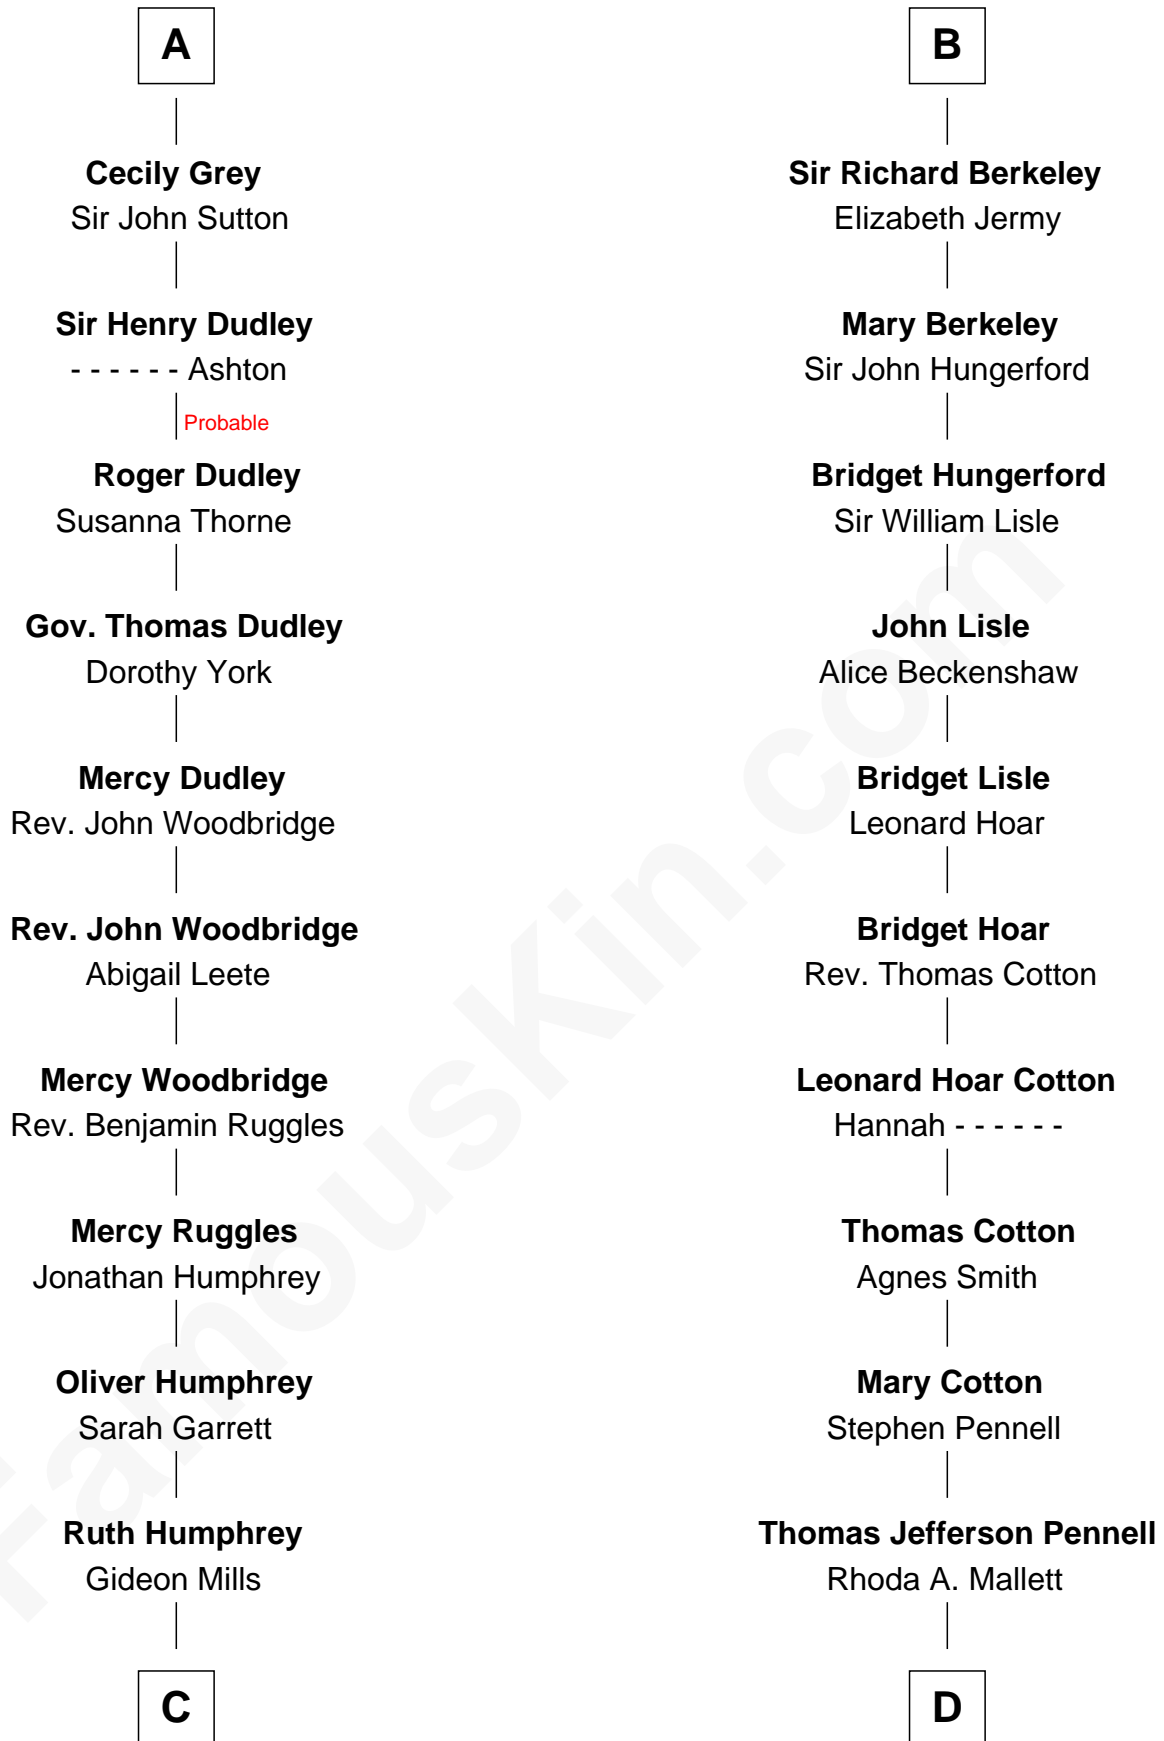 A
Cecily Grey
Sir John Sutton
Sir Henry Dudley
- - - - - - Ashton
Probable
Roger Dudley
Susanna Thorne
Gov. Thomas Dudley
Dorothy York
Mercy Dudley
Rev. John Woodbridge
Rev. John Woodbridge
Abigail Leete
Mercy Woodbridge
Rev. Benjamin Ruggles
Mercy Ruggles
Jonathan Humphrey
Oliver Humphrey
Sarah Garrett
Ruth Humphrey
Gideon Mills
C
B
Sir Richard Berkeley
Elizabeth Jermy
Mary Berkeley
Sir John Hungerford
Bridget Hungerford
Sir William Lisle
John Lisle
Alice Beckenshaw
Bridget Lisle
Leonard Hoar
Bridget Hoar
Rev. Thomas Cotton
Leonard Hoar Cotton
Hannah - - - - - -
Thomas Cotton
Agnes Smith
Mary Cotton
Stephen Pennell
Thomas Jefferson Pennell
Rhoda A. Mallett
D
FamousKin.com